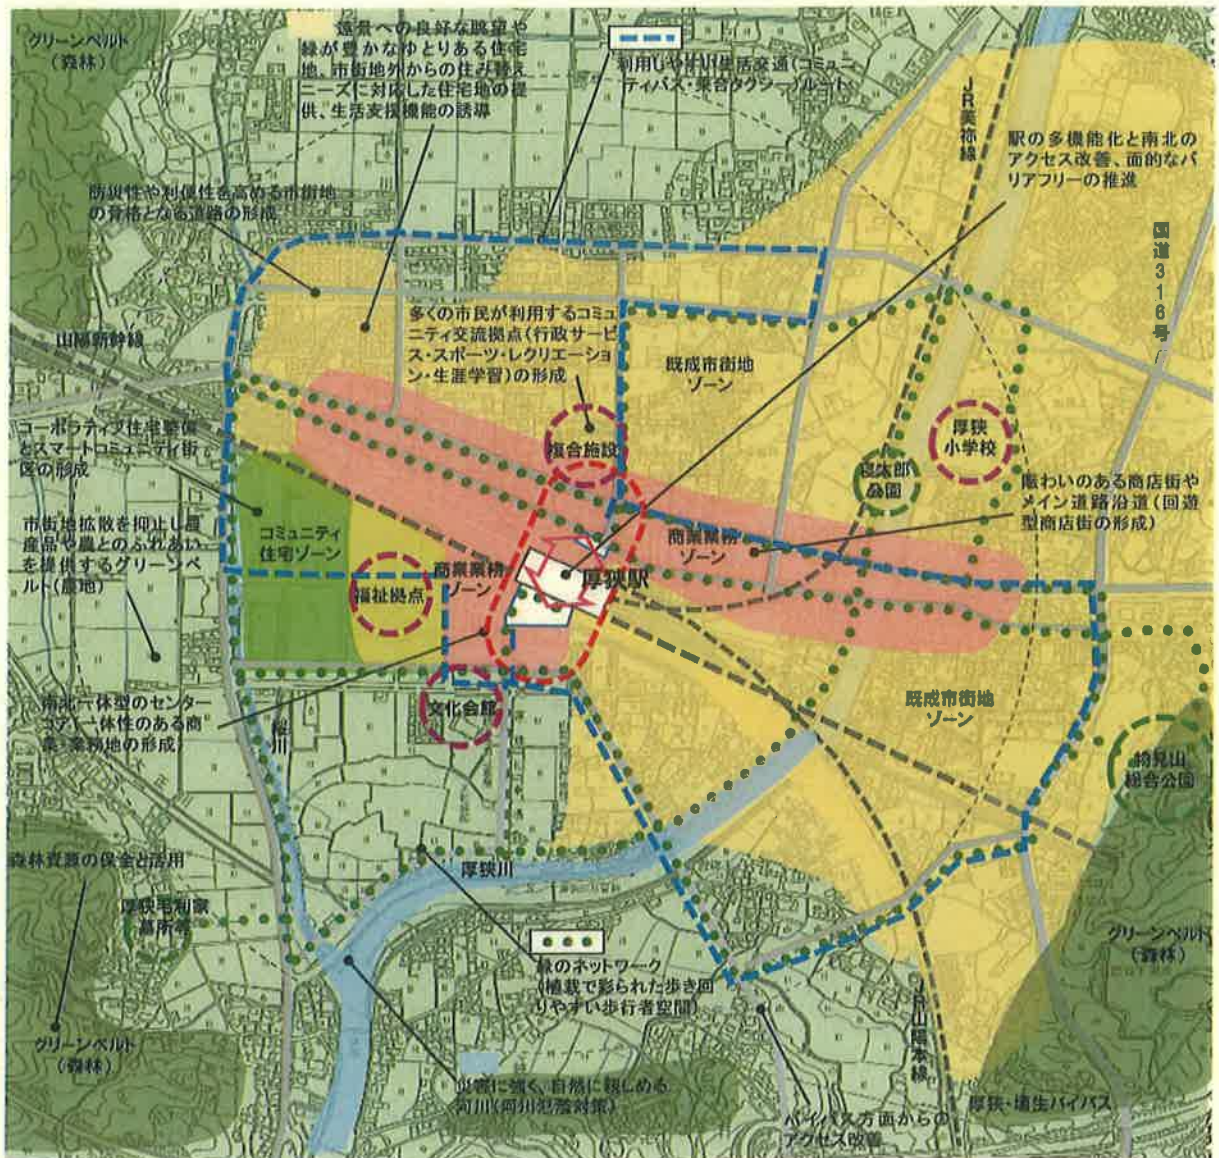 グリーンベルト
（森林）
遠景への良好な眺望や
緑が豊かなゆとりある住宅
地。市街地外からの住み替え
ニーズに対応した住宅地の提
供、生活支援機能の誘導
利用しやすい生活交通（コミュニ
ティバス・乗合タクシー）ルート
JR美祢線
駅の多機能化と南北の
アクセス改善、面的なバ
リアフリーの推進
国道316号
防災性や利便性を高める市街地
の骨格となる道路の形成
山陽新幹線
多くの市民が利用するコミュ
ニティ交流拠点（行政サービ
ス・スポーツ・レクリエーショ
ン・生涯学習）の形成
既成市街地
ゾーン
複合施設
厚狭
小学校
寝太郎
公園
コーポラティブ住宅整備
とスマートコミュニティ街
区の形成
賑わいのある商店街や
メイン道路沿道（回遊
型商店街の形成）
市街地拡散を抑止し農
産品や農とのふれあい
を提供するグリーンベ
ルト（農地）
コミュニティ
住宅ゾーン
商業業務
ゾーン
商業業務
ゾーン
厚狭駅
福祉拠点
南北一体型のセンター
コア（一体性のある商
業・業務地の形成）
桜川
文化会館
既成市街地
ゾーン
物見山
総合公園
森林資源の保全と活用
厚狭川
厚狭毛利家
墓所等
緑のネットワーク
（植栽で彩られた歩き回
りやすい歩行者空間）
グリーンベルト
（森林）
JR山陽本線
グリーンベルト
（森林）
災害に強く、自然に親しめる
河川（河川氾濫対策）
バイパス方面からの
アクセス改善
厚狭・埴生バイパス